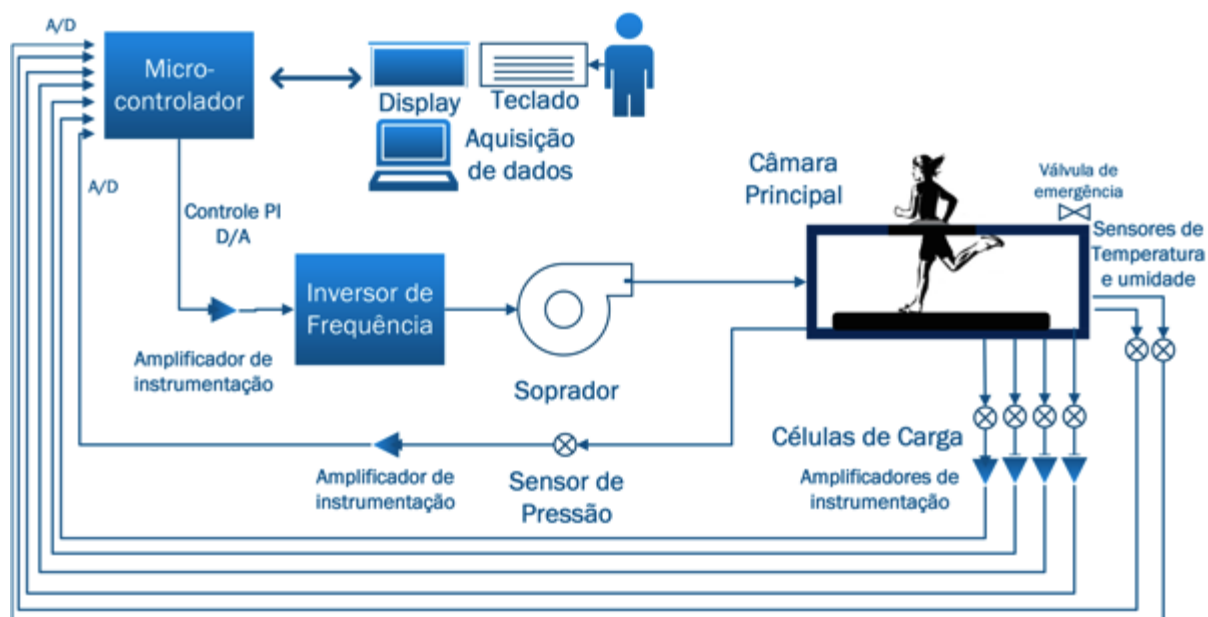 A/D
Micro-
controlador
Display
Teclado
Aquisição
de dados
A/D
Controle PI
D/A
Câmara
Principal
Válvula de
emergência
Sensores de
Temperatura
e umidade
Inversor de
Frequência
Amplificador de
instrumentação
Soprador
Células de Carga
Amplificadores de
instrumentação
Amplificador de
instrumentação
Sensor de
Pressão